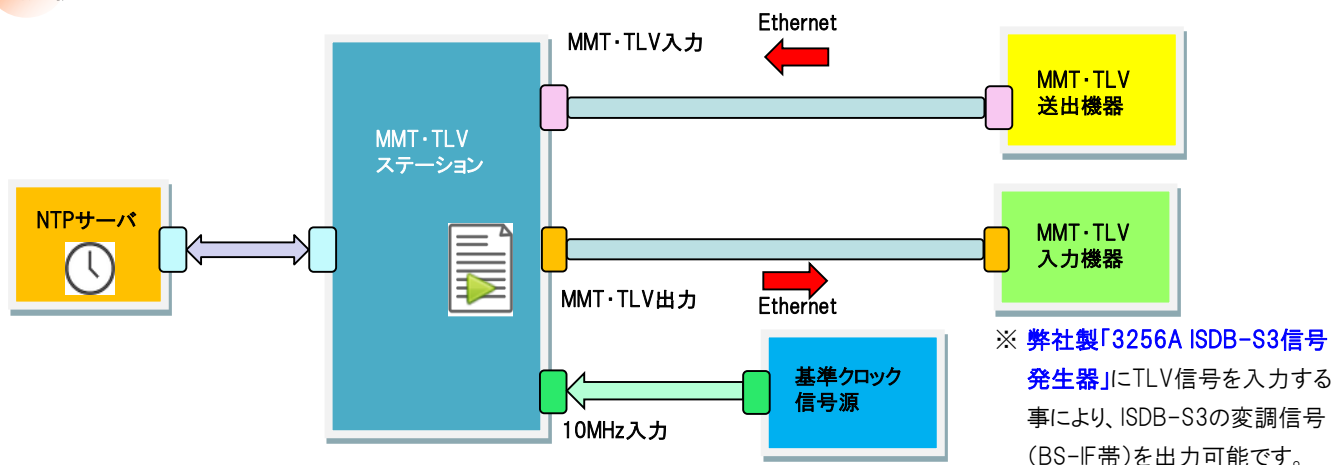 Ethernet
MMT・TLV入力
MMT・TLV
送出機器
MMT・TLV
ステーション
NTPサーバ
MMT・TLV
入力機器
MMT・TLV出力
Ethernet
基準クロック
信号源
10MHz入力
※ 弊社製「3256A ISDB-S3信号
発生器」にTLV信号を入力する
事により、ISDB-S3の変調信号
(BS-IF帯)を出力可能です。